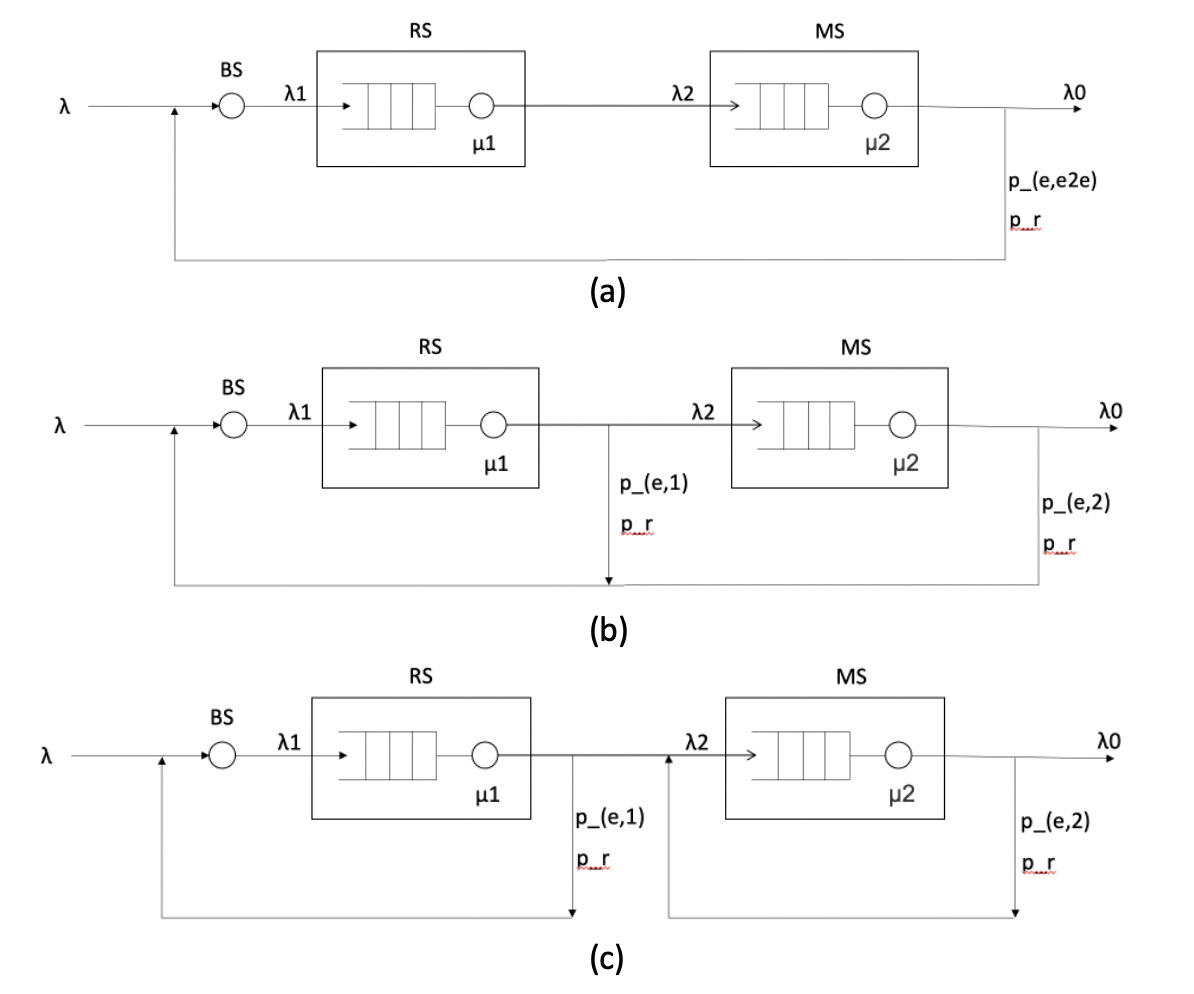 RS MS
BS
λ λ1 λ2 λ0
μ1 μ2
p_(e,e2e)
p_r
(a)
RS MS
BS
λ λ1 λ2 λ0
μ1 μ2
p_(e,1)
p_r
p_(e,2)
p_r
(b)
RS MS
BS
λ λ1 λ2 λ0
μ1 μ2
p_(e,1)
p_r
p_(e,2)
p_r
(c)